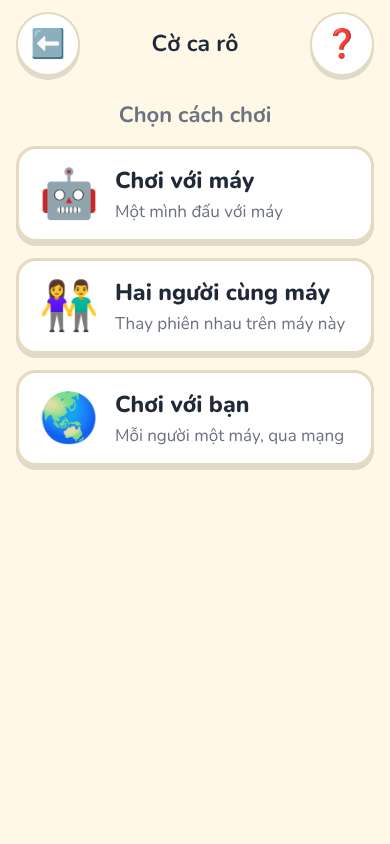 Cờ ca rô
Chọn cách chơi
Chơi với máy
Một mình đấu với máy
Hai người cùng máy
Thay phiên nhau trên máy này
Chơi với bạn
Mỗi người một máy, qua mạng